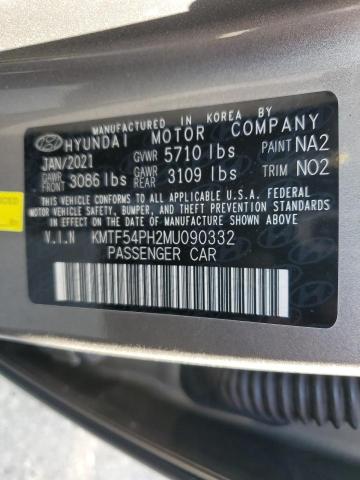 MANUFACTURED IN KOREA BY
HYUNDAI MOTOR COMPANY
JAN/2021 GVWR 5710 lbs PAINT NA2
GAWR FRONT 3086 lbs GAWR REAR 3109 lbs TRIM NO2
THIS VEHICLE CONFORMS TO ALL APPLICABLE U.S.A. FEDERAL
MOTOR VEHICLE SAFETY, BUMPER, AND THEFT PREVENTION STANDARDS
IN EFFECT ON THE DATE OF MANUFACTURE SHOWN ABOVE.
V.I.N KMTF54PH2MU090332
PASSENGER CAR